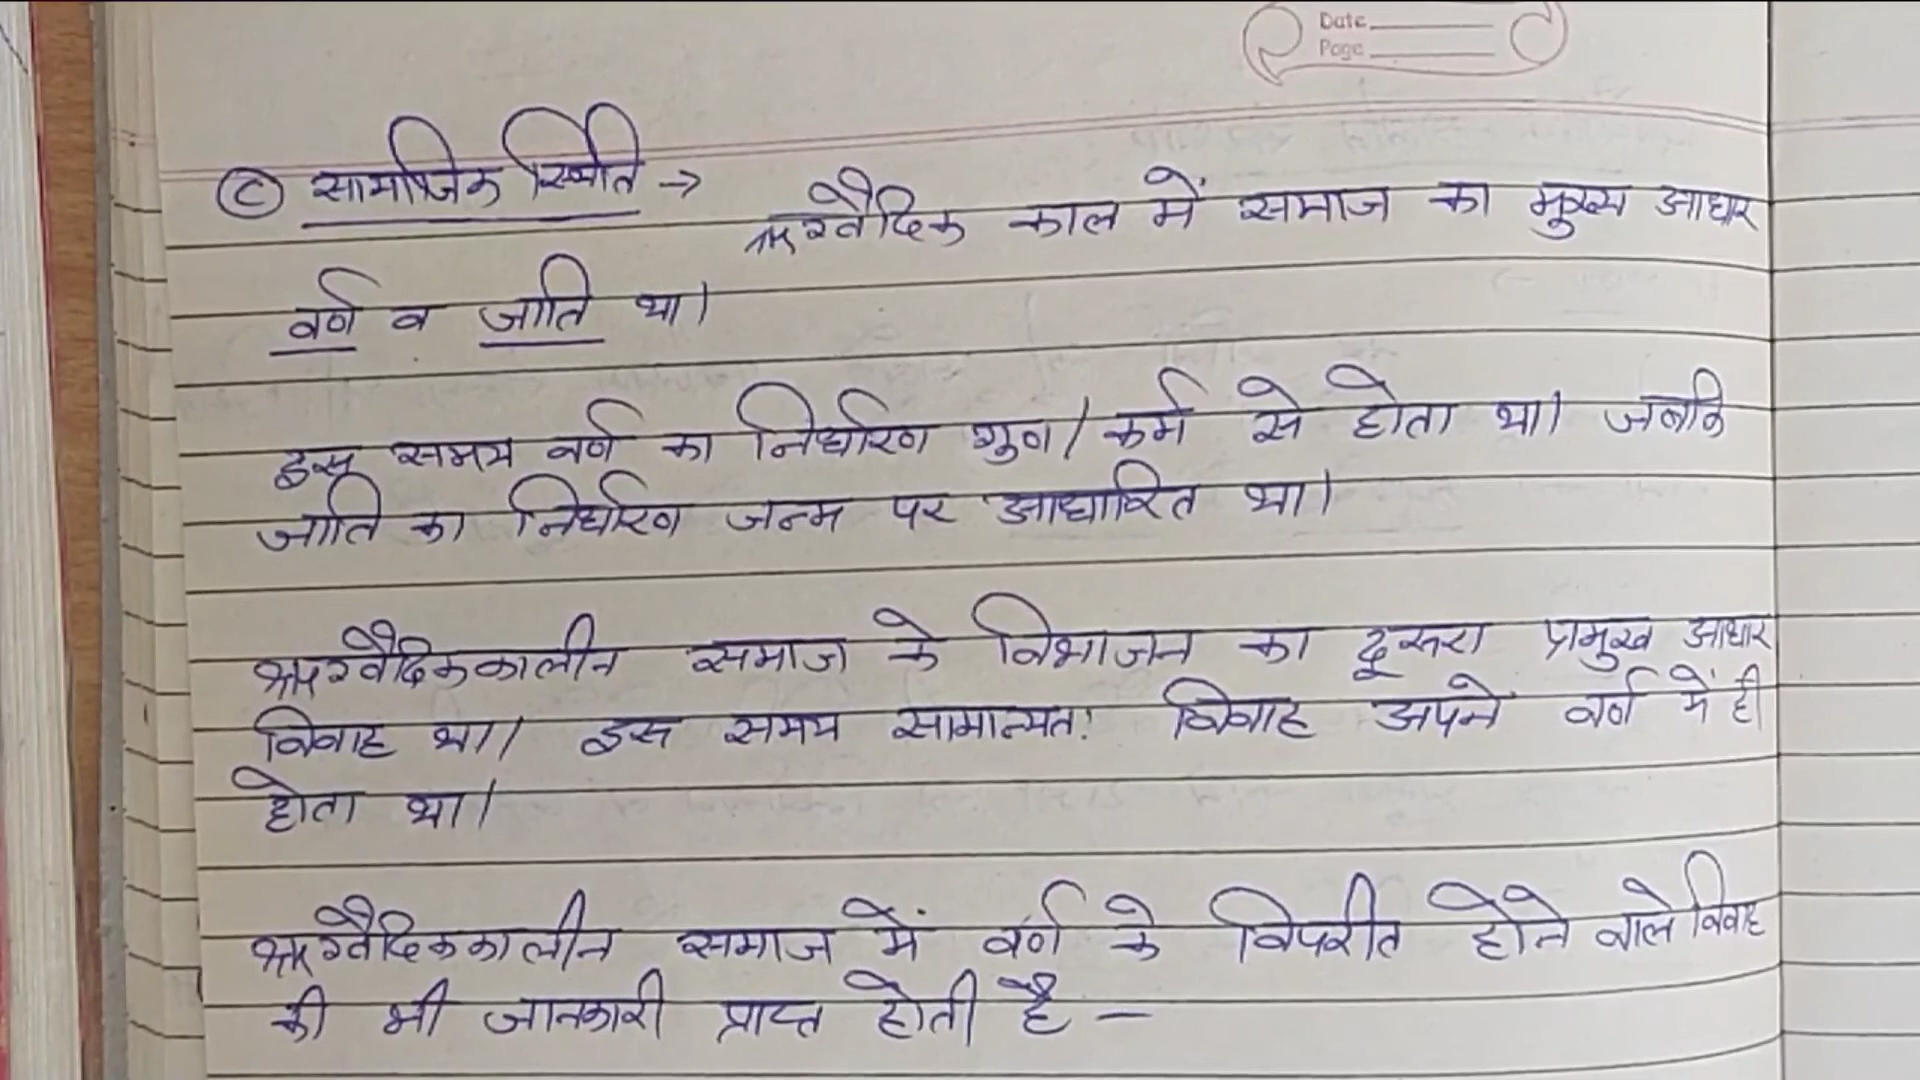 Date
Page
(C) सामाजिक स्थिति → ऋग्वैदिक काल में समाज का मुख्य आधार
वर्ण व जाति था।
इस समय वर्ण का निर्धारण गुण/कर्म से होता था। जबकि
जाति का निर्धारण जन्म पर आधारित था।
ऋग्वैदिककालीन समाज के विभाजन का दूसरा प्रमुख आधार
विवाह था। इस समय सामान्यत: विवाह अपने वर्ण में ही
होता था।
ऋग्वैदिककालीन समाज में वर्ण के विपरीत होने वाले विवाह
की भी जानकारी प्राप्त होती है –